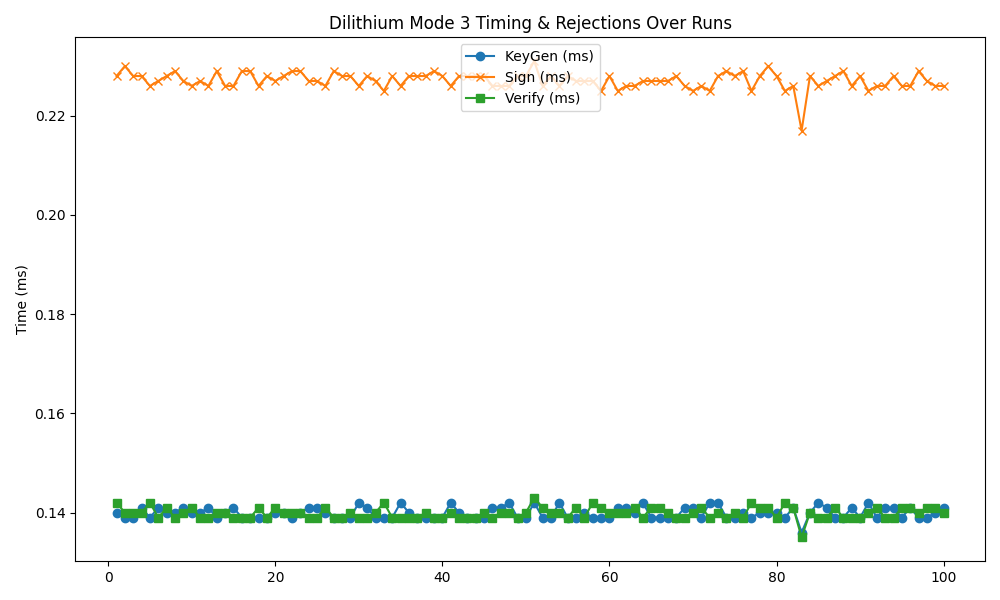 Dilithium Mode 3 Timing & Rejections Over Runs
KeyGen (ms)
Sign (ms)
Verify (ms)
Time (ms)
0.22
0.20
0.18
0.16
0.14
0 20 40 60 80 100